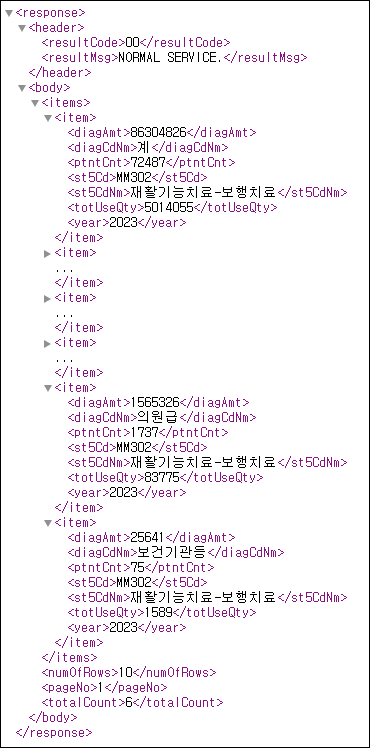 <response>
<header>
<resultCode>00</resultCode>
<resultMsg>NORMAL SERVICE.</resultMsg>
</header>
<body>
<items>
<item>
<diagAmt>86304826</diagAmt>
<diagCdNm>계</diagCdNm>
<ptntCnt>72487</ptntCnt>
<st5Cd>MM302</st5Cd>
<st5CdNm>재활기능치료-보행치료</st5CdNm>
<totUseQty>5014055</totUseQty>
<year>2023</year>
</item>
<item>
...
</item>
<item>
...
</item>
<item>
...
</item>
<item>
<diagAmt>1565326</diagAmt>
<diagCdNm>의원급</diagCdNm>
<ptntCnt>1737</ptntCnt>
<st5Cd>MM302</st5Cd>
<st5CdNm>재활기능치료-보행치료</st5CdNm>
<totUseQty>83775</totUseQty>
<year>2023</year>
</item>
<item>
<diagAmt>25641</diagAmt>
<diagCdNm>보건기관등</diagCdNm>
<ptntCnt>75</ptntCnt>
<st5Cd>MM302</st5Cd>
<st5CdNm>재활기능치료-보행치료</st5CdNm>
<totUseQty>1589</totUseQty>
<year>2023</year>
</item>
</items>
<numOfRows>10</numOfRows>
<pageNo>1</pageNo>
<totalCount>6</totalCount>
</body>
</response>